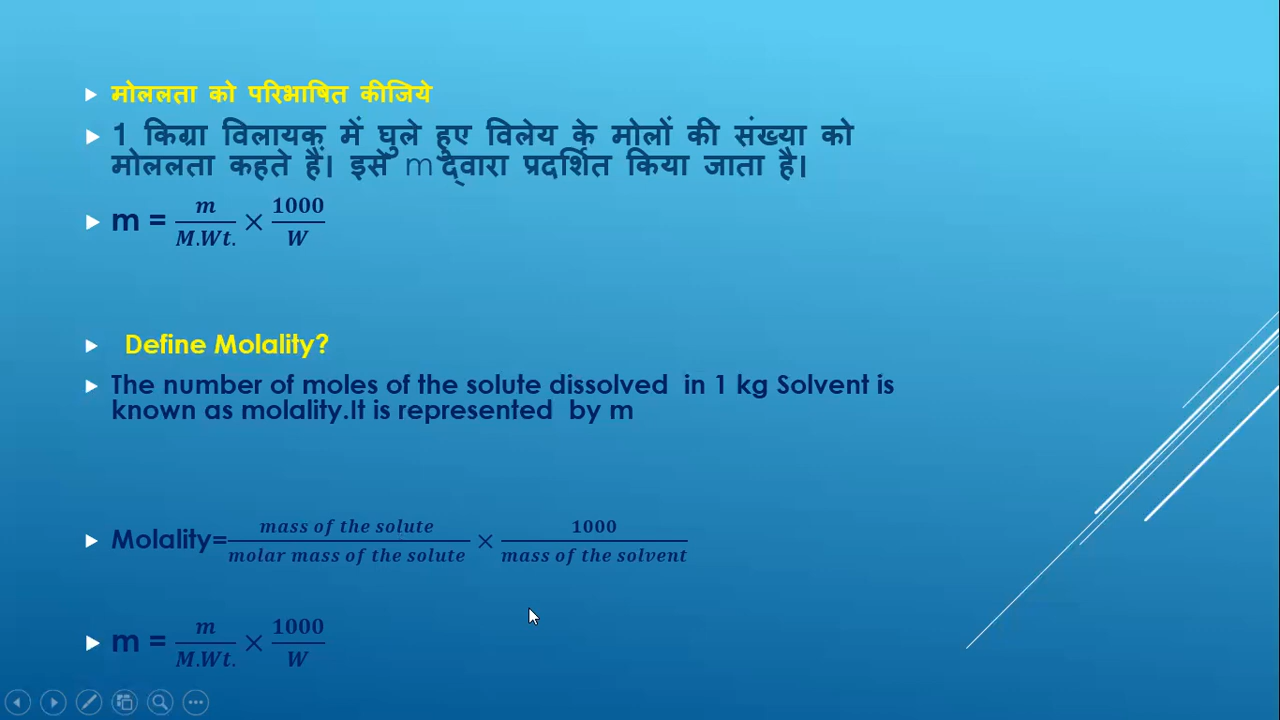 मोललता को परिभाषित कीजिये
1 किग्रा विलायक में घुले हुए विलेय के मोलों की संख्या को
मोललता कहते हैं। इसे m द्वारा प्रदर्शित किया जाता है।
m = m/M.Wt. × 1000/W
Define Molality?
The number of moles of the solute dissolved in 1 kg Solvent is
known as molality.It is represented by m
Molality= mass of the solute/molar mass of the solute × 1000/mass of the solvent
m = m/M.Wt. × 1000/W